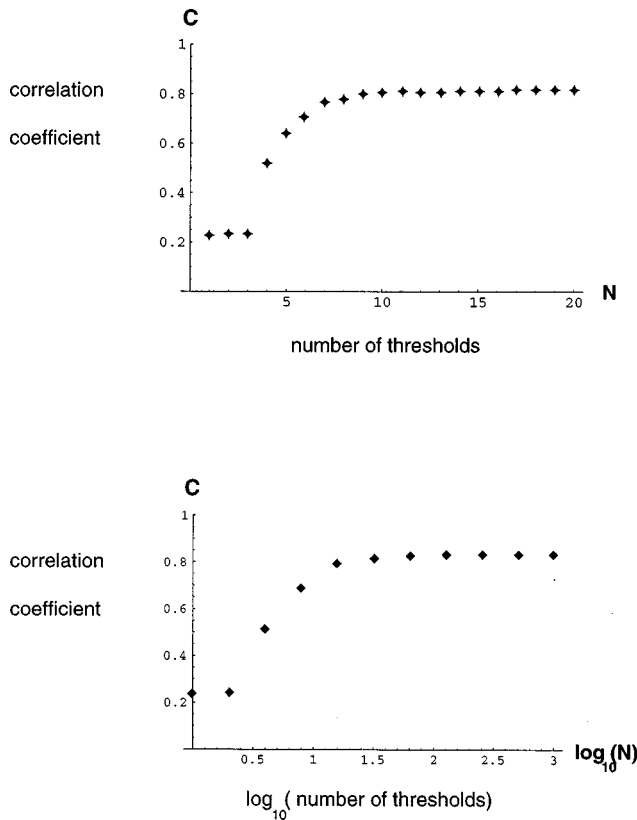 C
1
correlation
0.8
coefficient
0.6
0.4
0.2
5 10 15 20 N
number of thresholds
C
1
correlation
0.8
coefficient
0.6
0.4
0.2
0.5 1 1.5 2 2.5 3 log10(N)
log10( number of thresholds)